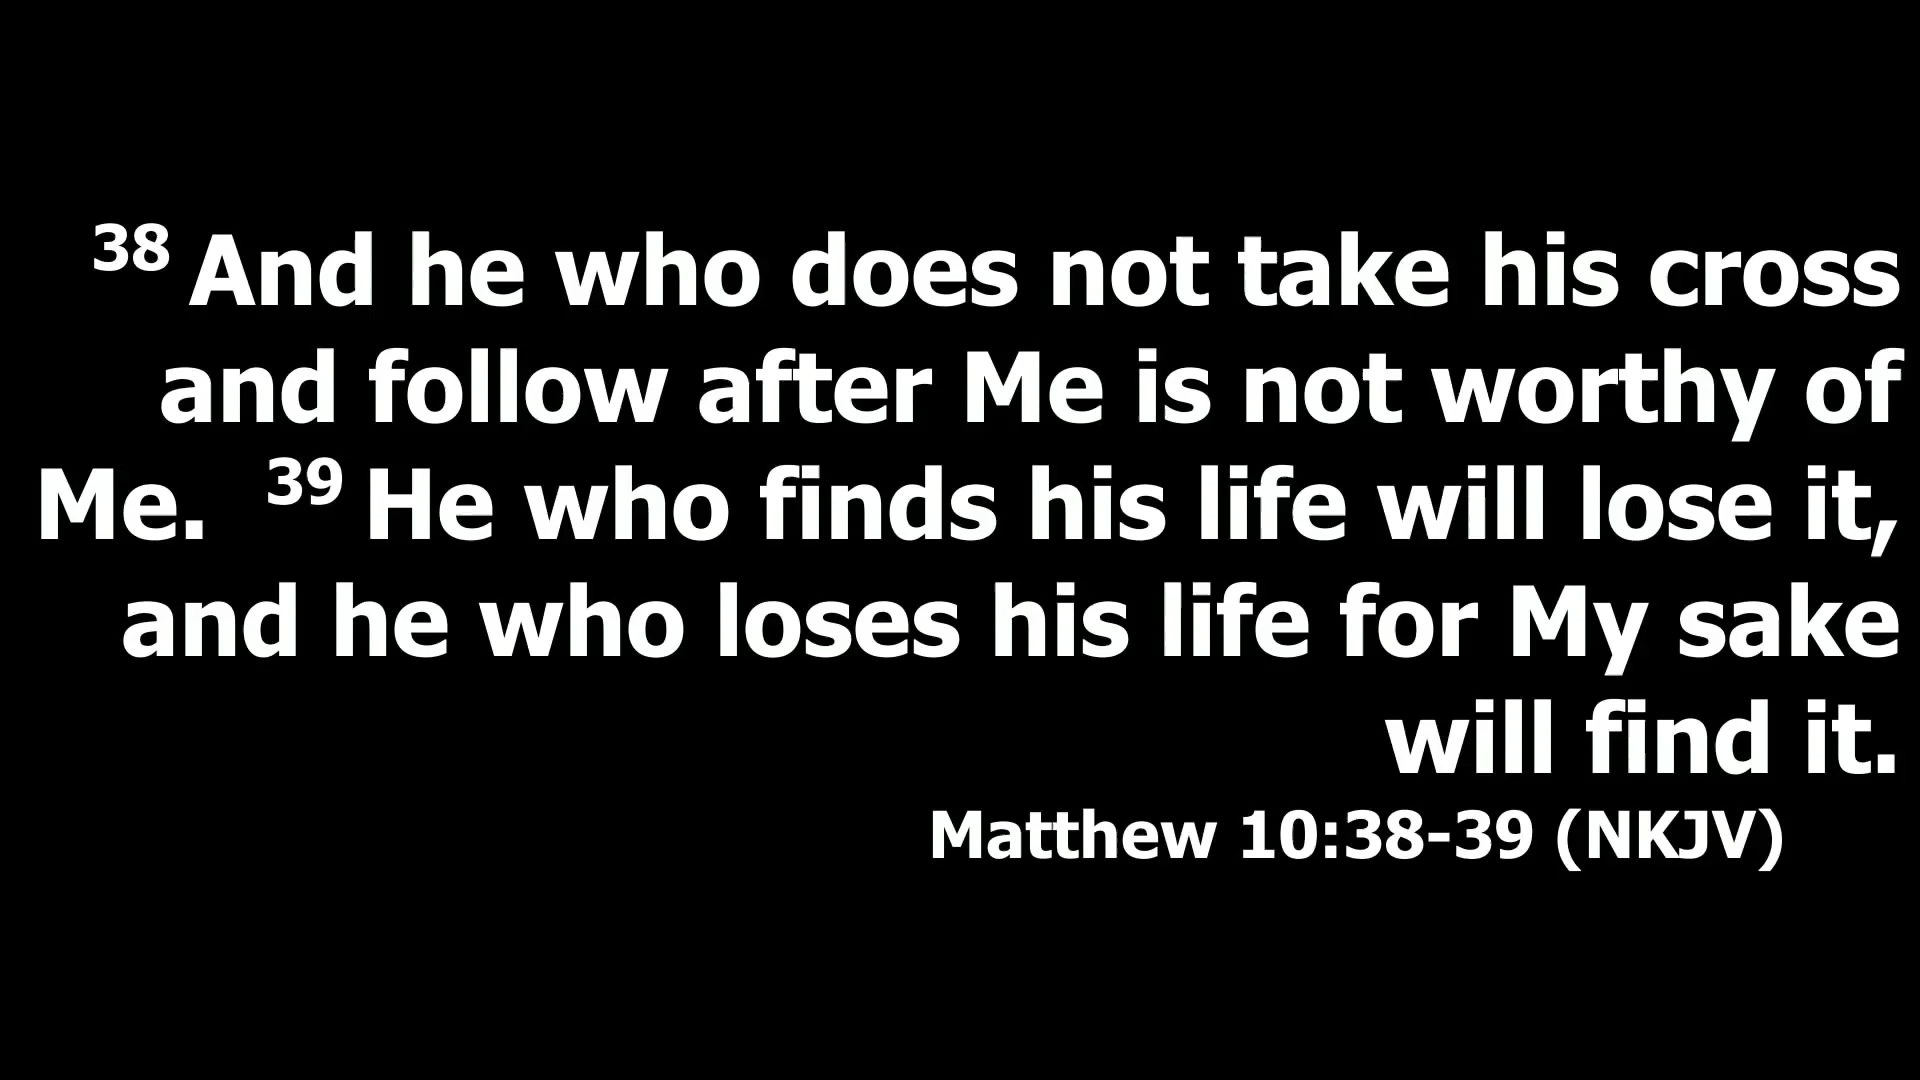 38 And he who does not take his cross
and follow after Me is not worthy of
Me. 39 He who finds his life will lose it,
and he who loses his life for My sake
will find it.
Matthew 10:38-39 (NKJV)